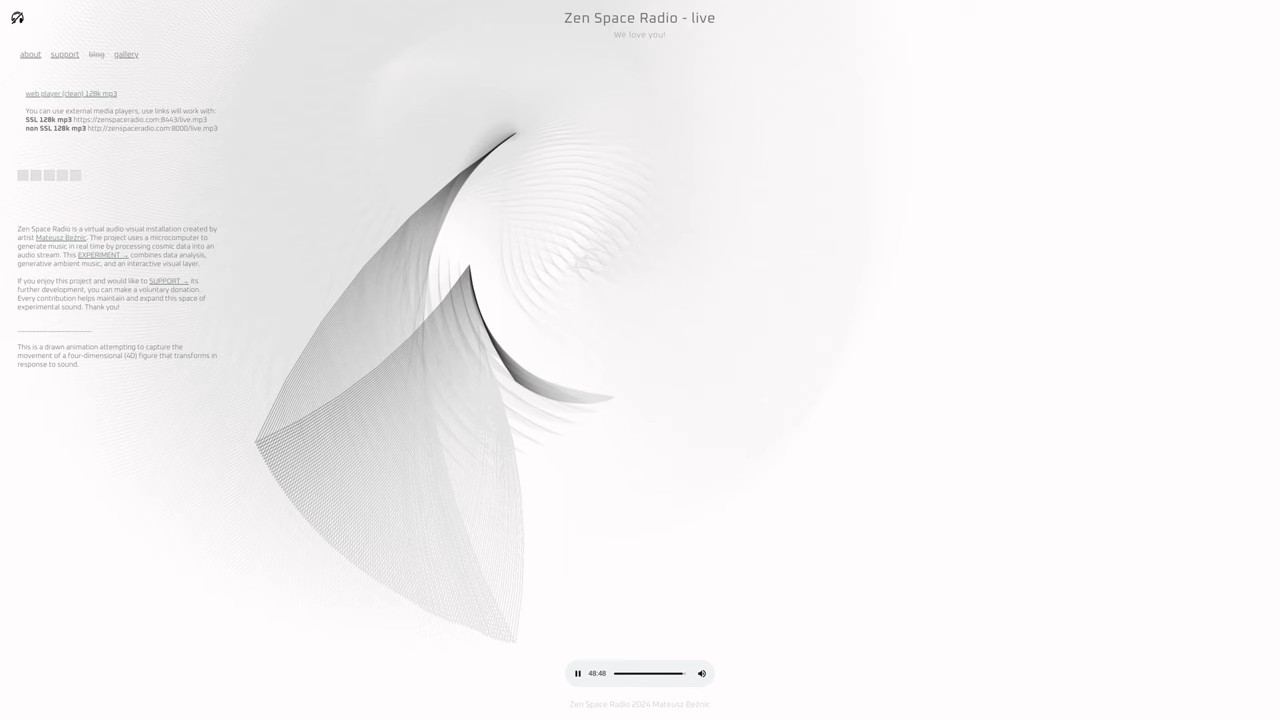 Zen Space Radio - live
We love you!
about support blog gallery
web player (clean) 128k mp3
You can use external media players, use links will work with:
SSL 128k mp3 https://zenspaceradio.com:8443/live.mp3
non SSL 128k mp3 http://zenspaceradio.com:8000/live.mp3
Zen Space Radio is a virtual audio-visual installation created by
artist Mateusz Beźnic. The project uses a microcomputer to
generate music in real time by processing cosmic data into an
audio stream. This EXPERIMENT → combines data analysis,
generative ambient music, and an interactive visual layer.
If you enjoy this project and would like to SUPPORT → its
further development, you can make a voluntary donation.
Every contribution helps maintain and expand this space of
experimental sound. Thank you!
This is a drawn animation attempting to capture the
movement of a four-dimensional (4D) figure that transforms in
response to sound.
48:48
Zen Space Radio 2024 Mateusz Beźnic